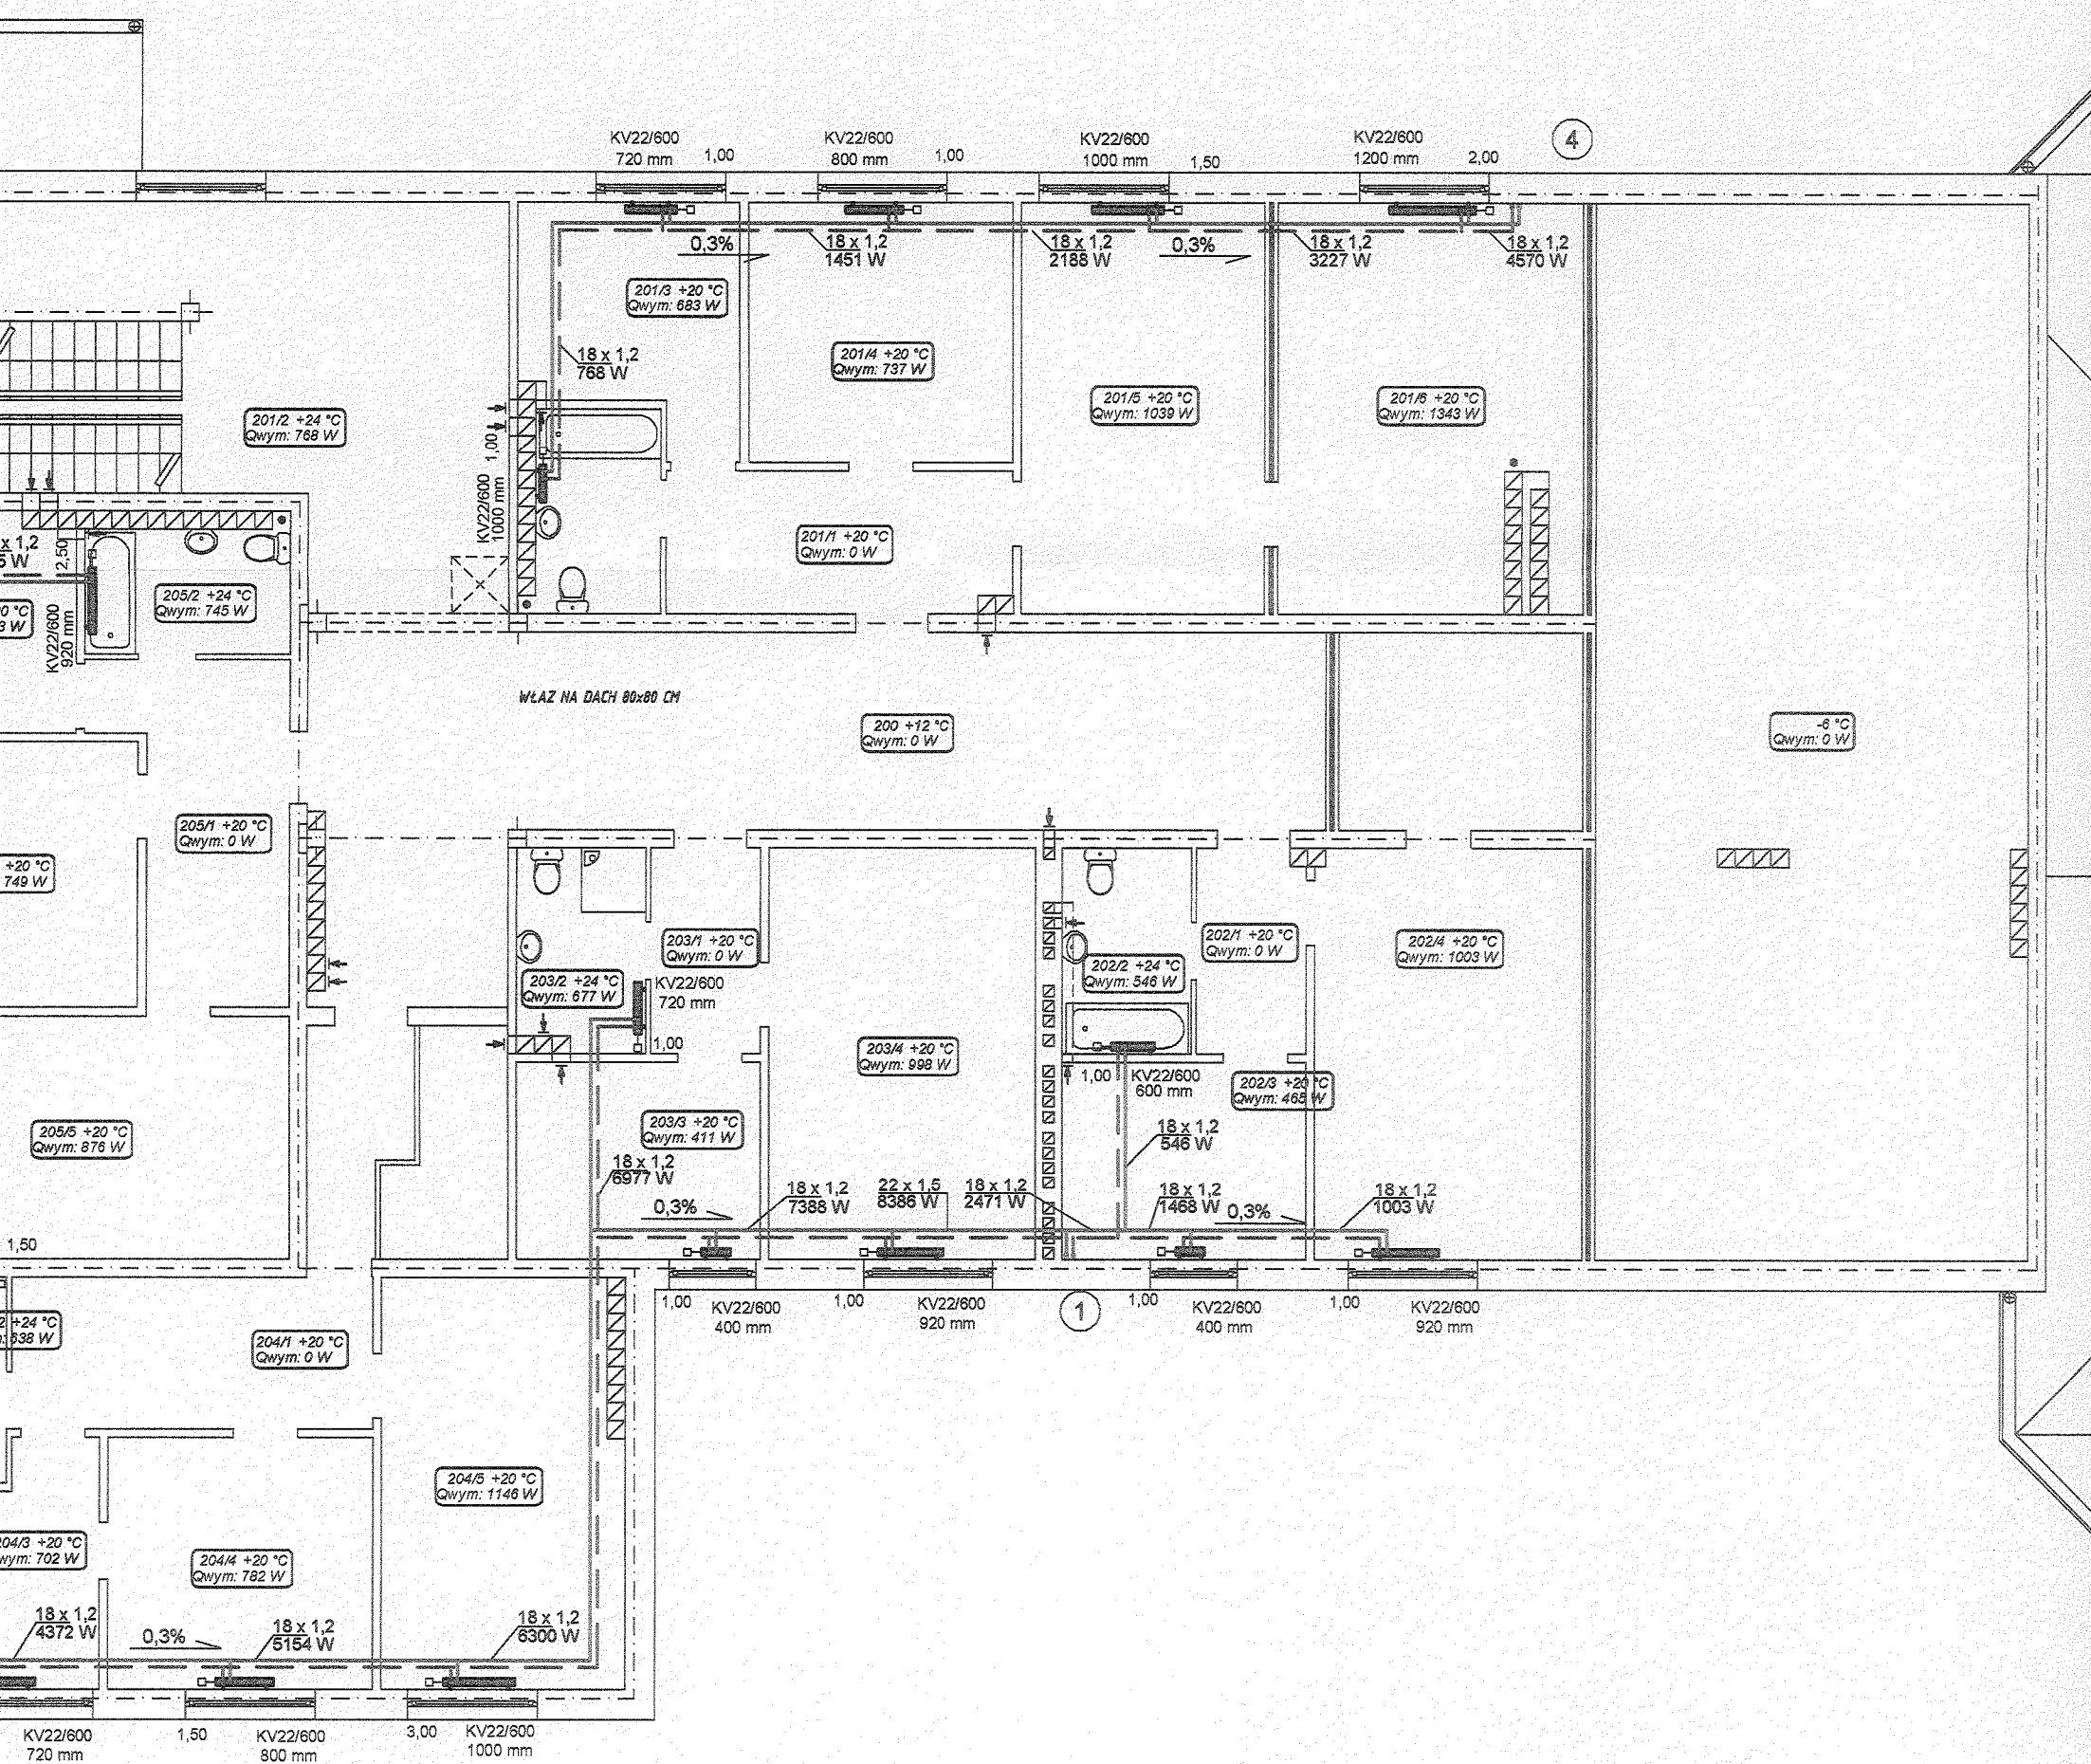 KV22/600
720 mm
1,00
KV22/600
800 mm
1,00
KV22/600
1000 mm
1,50
KV22/600
1200 mm
2,00
4
0,3%
18 x 1,2
1451 W
18 x 1,2
2188 W
0,3%
18 x 1,2
3227 W
18 x 1,2
4570 W
201/3 +20 °C
Qwym: 683 W
18 x 1,2
768 W
201/4 +20 °C
Qwym: 737 W
201/5 +20 °C
Qwym: 1039 W
201/6 +20 °C
Qwym: 1343 W
201/2 +24 °C
Qwym: 768 W
1,00
KV22/600
1000 mm
201/1 +20 °C
Qwym: 0 W
x 1,2
5 W
2,50
205/2 +24 °C
Qwym: 745 W
0 °C
3 W
KV22/600
920 mm
WŁAZ NA DACH 80x80 CM
200 +12 °C
Qwym: 0 W
-6 °C
Qwym: 0 W
205/1 +20 °C
Qwym: 0 W
+20 °C
749 W
203/1 +20 °C
Qwym: 0 W
202/1 +20 °C
Qwym: 0 W
202/4 +20 °C
Qwym: 1003 W
203/2 +24 °C
Qwym: 677 W
KV22/600
720 mm
1,00
202/2 +24 °C
Qwym: 546 W
203/4 +20 °C
Qwym: 998 W
1,00
KV22/600
600 mm
202/3 +20 °C
Qwym: 465 W
205/5 +20 °C
Qwym: 876 W
203/3 +20 °C
Qwym: 411 W
18 x 1,2
546 W
18 x 1,2
6977 W
0,3%
18 x 1,2
7388 W
22 x 1,5
8386 W
18 x 1,2
2471 W
18 x 1,2
1468 W
0,3%
18 x 1,2
1003 W
1,50
1,00
KV22/600
400 mm
1,00
KV22/600
920 mm
1
1,00
KV22/600
400 mm
1,00
KV22/600
920 mm
+24 °C
638 W
204/1 +20 °C
Qwym: 0 W
204/5 +20 °C
Qwym: 1146 W
04/3 +20 °C
wym: 702 W
204/4 +20 °C
Qwym: 782 W
18 x 1,2
4372 W
0,3%
18 x 1,2
5154 W
18 x 1,2
6300 W
KV22/600
720 mm
1,50
KV22/600
800 mm
3,00
KV22/600
1000 mm